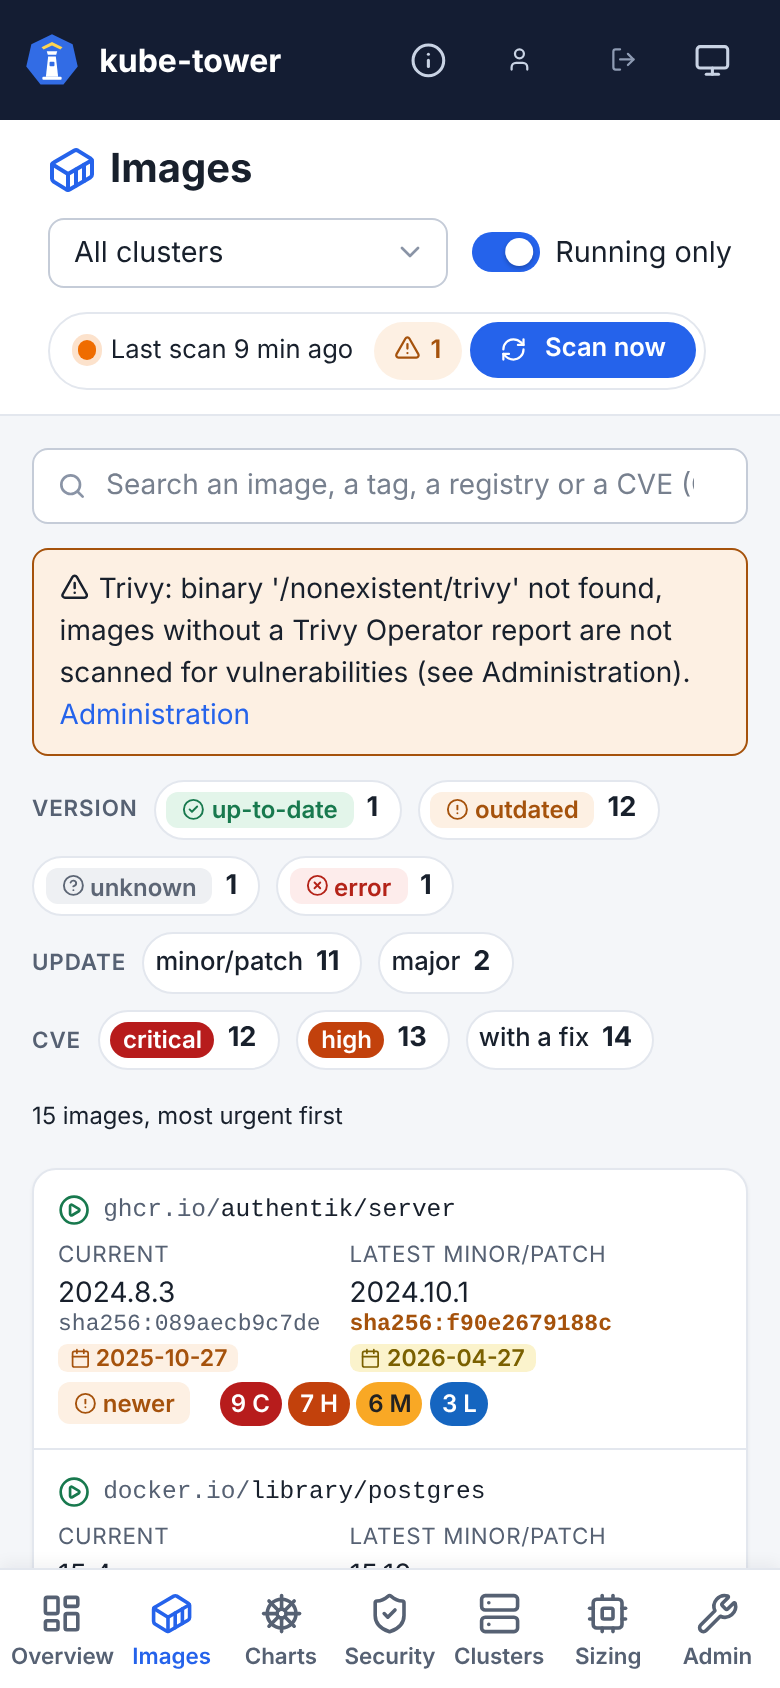 kube-tower
Images
All clusters
Running only
Last scan 9 min ago
1
Scan now
Search an image, a tag, a registry or a CVE (
Trivy: binary '/nonexistent/trivy' not found,
images without a Trivy Operator report are not
scanned for vulnerabilities (see Administration).
Administration
VERSION up-to-date 1 outdated 12
unknown 1 error 1
UPDATE minor/patch 11 major 2
CVE critical 12 high 13 with a fix 14
15 images, most urgent first
ghcr.io/authentik/server
CURRENT LATEST MINOR/PATCH
2024.8.3 2024.10.1
sha256:089aecb9c7de sha256:f90e2679188c
2025-10-27 2026-04-27
newer 9 C 7 H 6 M 3 L
docker.io/library/postgres
CURRENT LATEST MINOR/PATCH
Overview Images Charts Security Clusters Sizing Admin